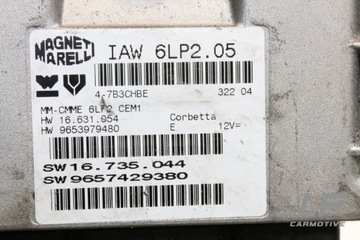 MAGNETI MARELLI
IAW 6LP2.05
4-7B3CHBE 322 04
MM-CMME 6LP2 CEM1
HW 16.631.054 Corbetta
HW 9653979480 E 12V=
SW16.735.044
SW9657429380
CARMOTIVE